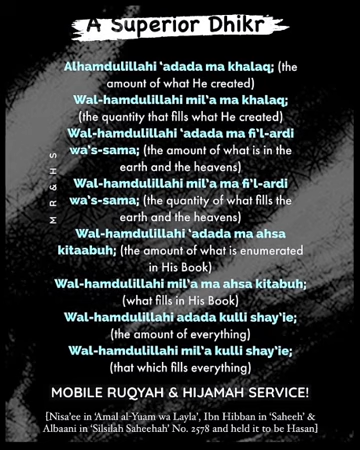 A Superior Dhikr
Alhamdulillahi ‘adada ma khalaq; (the
amount of what He created)
Wal-hamdulillahi mil’a ma khalaq;
(the quantity that fills what He created)
Wal-hamdulillahi ‘adada ma fi’l-ardi
wa’s-sama; (the amount of what is in the
earth and the heavens)
Wal-hamdulillahi mil’a ma fi’l-ardi
wa’s-sama; (the quantity of what fills the
earth and the heavens)
Wal-hamdulillahi ‘adada ma ahsa
kitaabuh; (the amount of what is enumerated
in His Book)
Wal-hamdulillahi mil’a ma ahsa kitabuh;
(what fills in His Book)
Wal-hamdulillahi adada kulli shay’ie;
(the amount of everything)
Wal-hamdulillahi mil’a kulli shay’ie;
(that which fills everything)
M R & H S
MOBILE RUQYAH & HIJAMAH SERVICE!
[Nisa’ee in ‘Amal al-Yuam wa Layla’, Ibn Hibban in ‘Saheeh’ &
Albaani in ‘Silsilah Saheehah’ No. 2578 and held it to be Hasan]